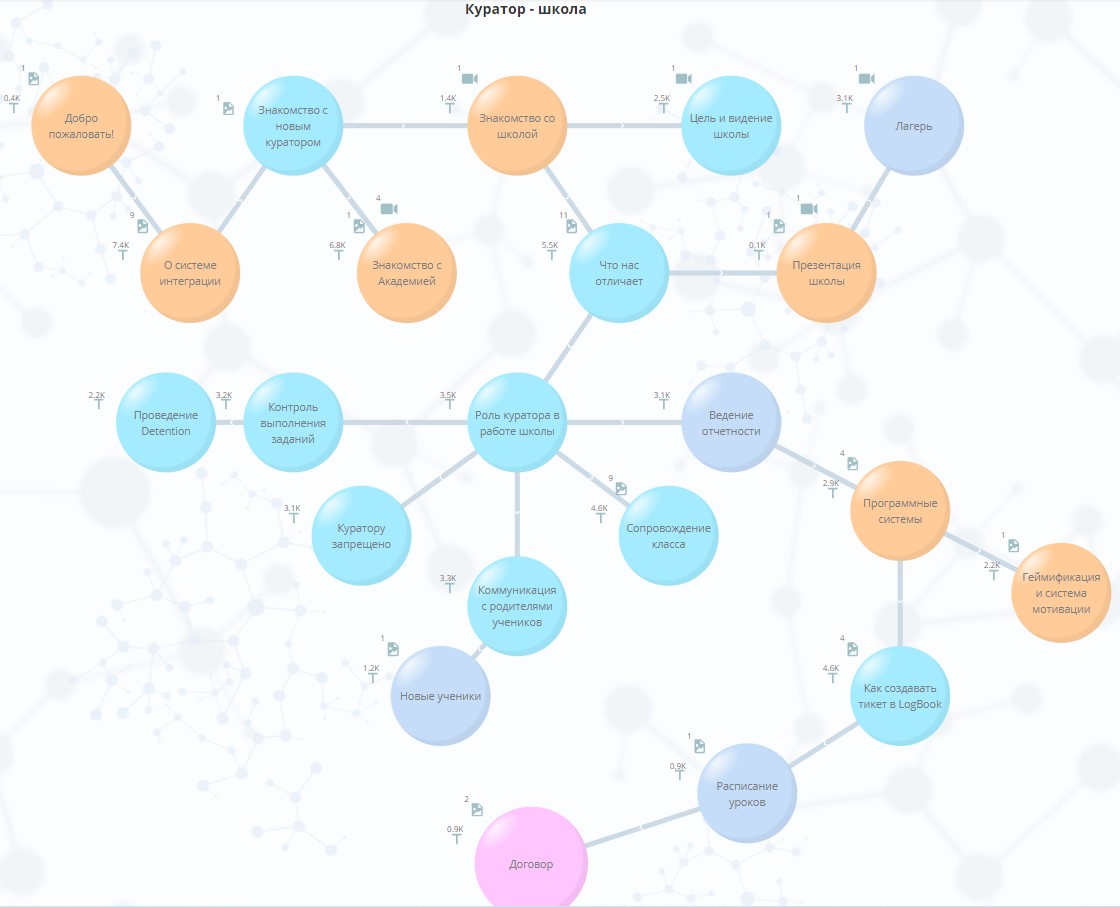 Куратор - школа
1
0.4K
Добро
пожаловать!
1
Знакомство с
новым
куратором
1
1.4K
Знакомство со
школой
1
2.5K
Цель и видение
школы
1
3.1K
Лагерь
9
7.4K
О системе
интеграции
4
1
6.8K
Знакомство с
Академией
11
5.5K
Что нас
отличает
1
1
0.1K
Презентация
школы
2.2K
Проведение
Detention
3.2K
Контроль
выполнения
заданий
3.5K
Роль куратора в
работе школы
3.1K
Ведение
отчетности
4
2.9K
Программные
системы
3.1K
Куратору
запрещено
9
4.6K
Сопровождение
класса
1
2.2K
Геймификация
и система
мотивации
3.3K
Коммуникация
с родителями
учеников
1
1.2K
Новые ученики
4
4.6K
Как создавать
тикет в LogBook
1
0.9K
Расписание
уроков
2
0.9K
Договор